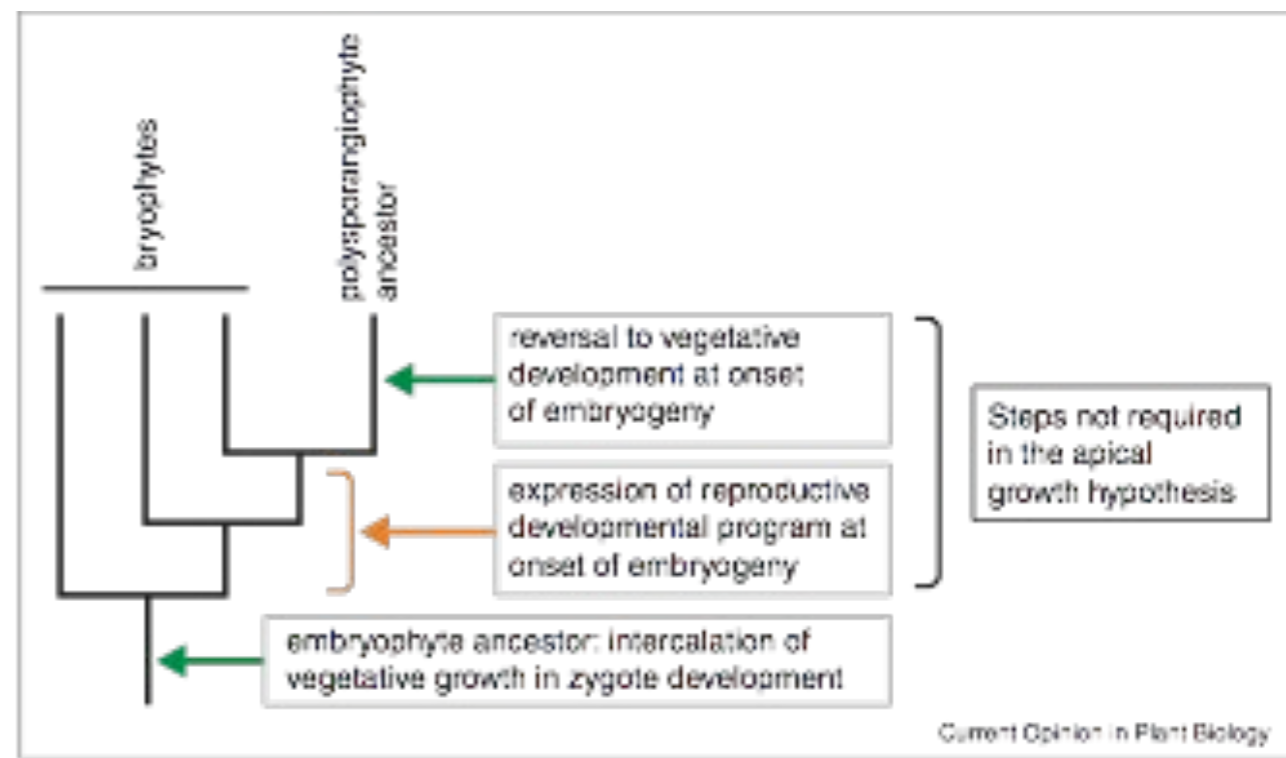 bryophytes
polysporangiophyte
ancestor
reversal to vegetative
development at onset
of embryogeny
expression of reproductive
developmental program at
onset of embryogeny
Steps not required
in the apical
growth hypothesis
embryophyte ancestor: intercalation of
vegetative growth in zygote development
Current Opinion in Plant Biology